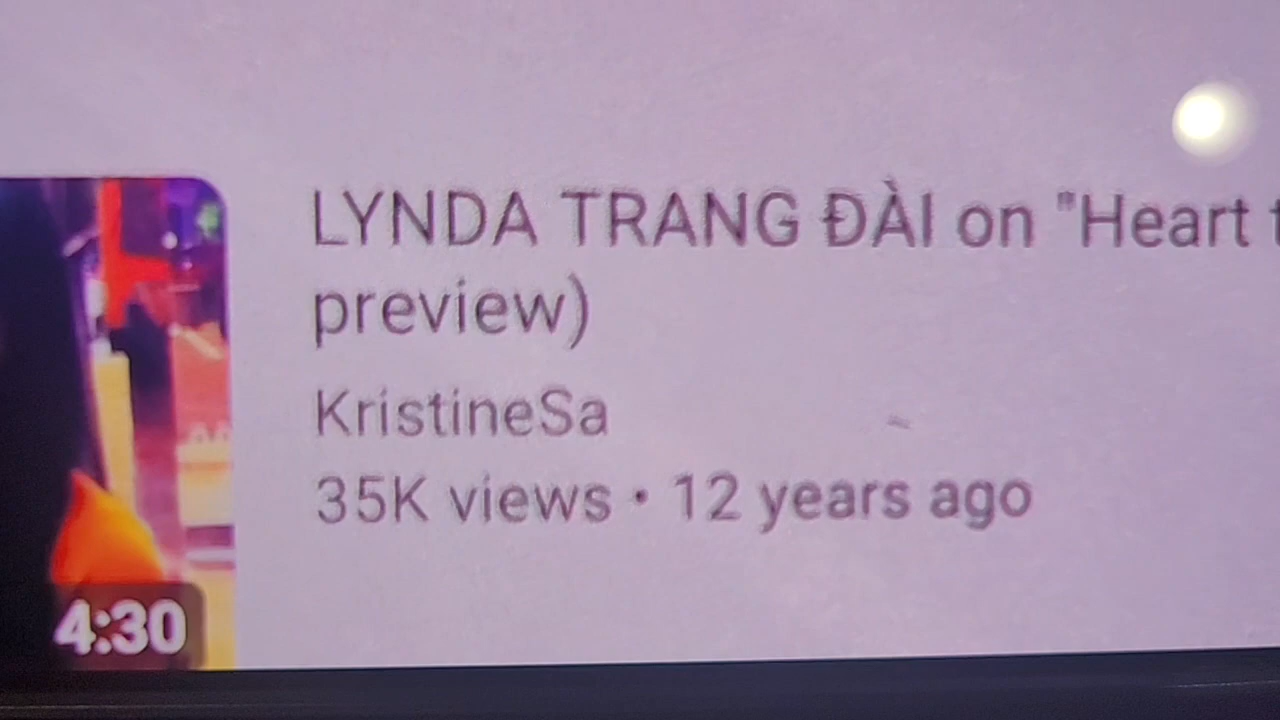 LYNDA TRANG ĐÀI on "Heart
preview)
KristineSa
35K views • 12 years ago
4:30